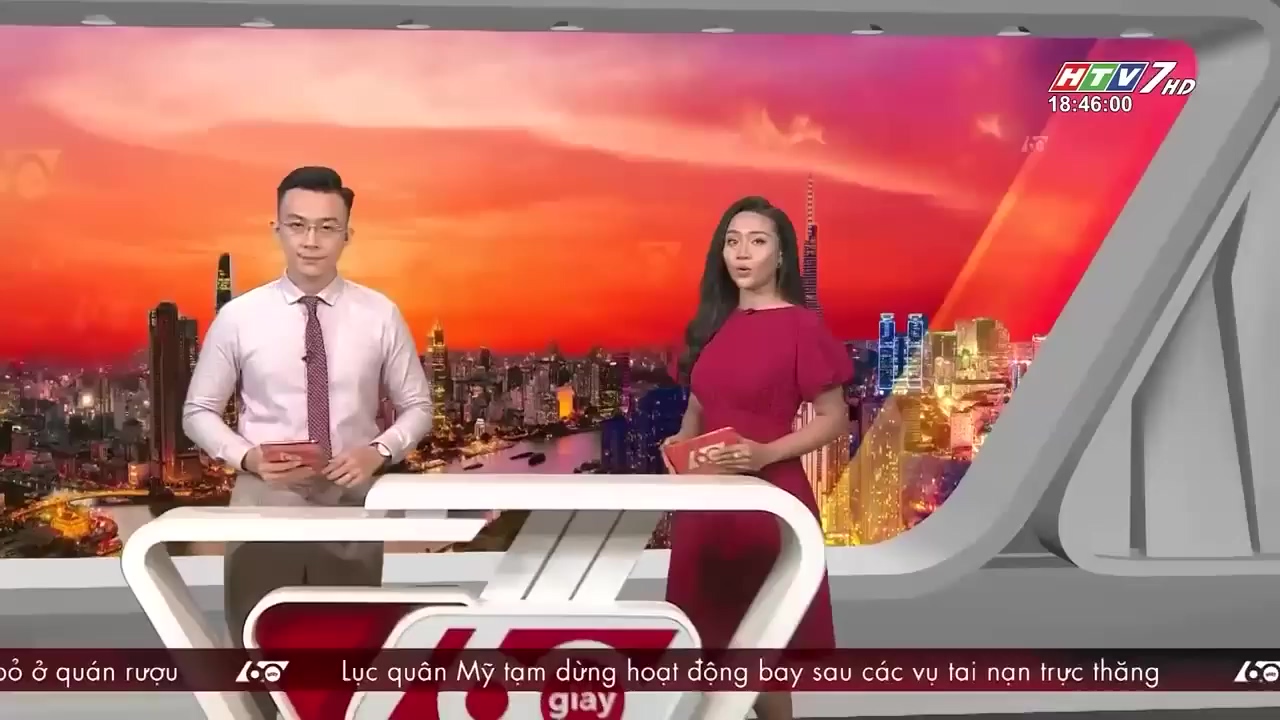 HTV7 HD
18:46:00
60
60 giây
bỏ ở quán rượu 60 Lục quân Mỹ tạm dừng hoạt động bay sau các vụ tai nạn trực thăng 60